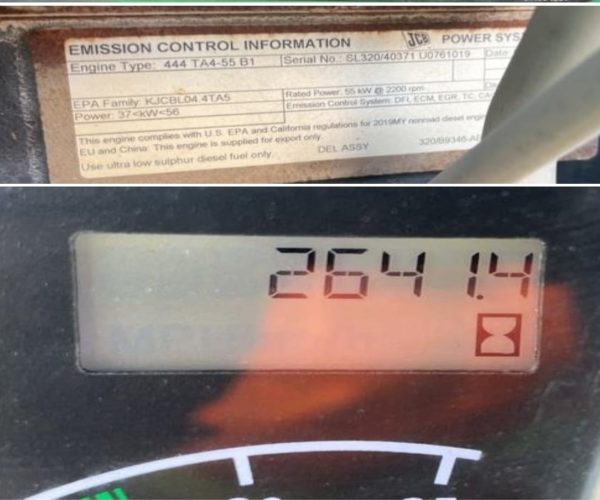 EMISSION CONTROL INFORMATION
JCB POWER SYS
Engine Type: 444 TA4-55 B1
Serial No.: SL320/40371 U0761019
Date
EPA Family: KJCBL04.4TA5
Rated Power: 55 kW @ 2200 rpm
Power: 37<kW<56
Emission Control System: DFI, ECM, EGR, TC, CA
This engine complies with U.S. EPA and California regulations for 2019MY nonroad diesel engi
EU and China: This engine is supplied for export only.
Use ultra low sulphur diesel fuel only.
DEL ASSY
2641.4